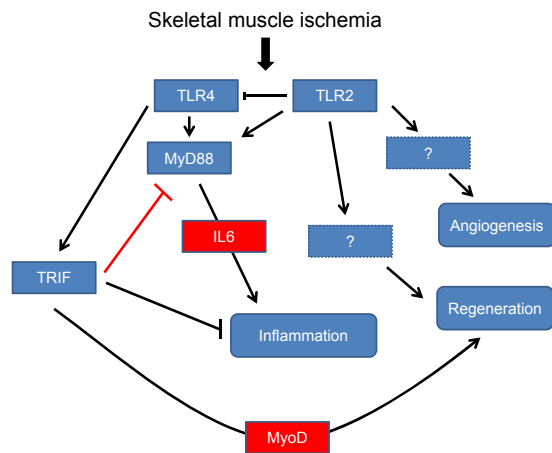 Skeletal muscle ischemia
TLR4
TLR2
MyD88
?
IL6
Angiogenesis
?
TRIF
Regeneration
Inflammation
MyoD